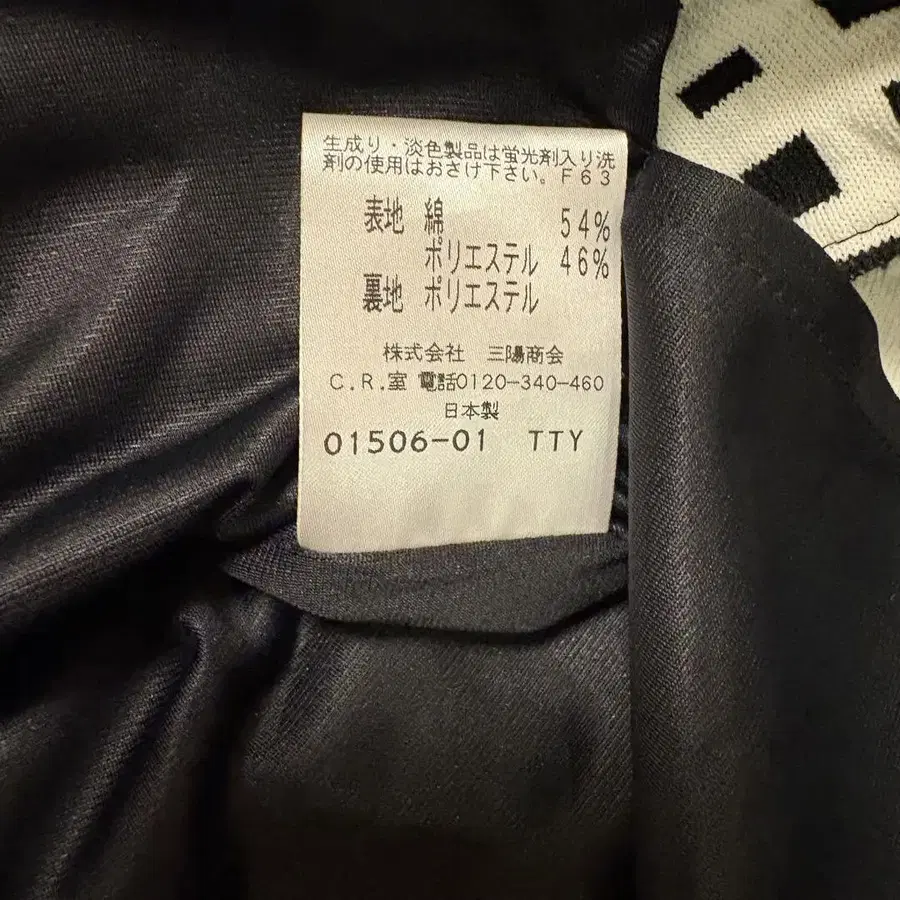 生成り・淡色製品は蛍光剤入り洗
剤の使用はおさけ下さい。F63
表地 綿 54%
ポリエステル 46%
裏地 ポリエステル
株式会社 三陽商会
C.R.室 電話0120-340-460
日本製
01506-01 TTY